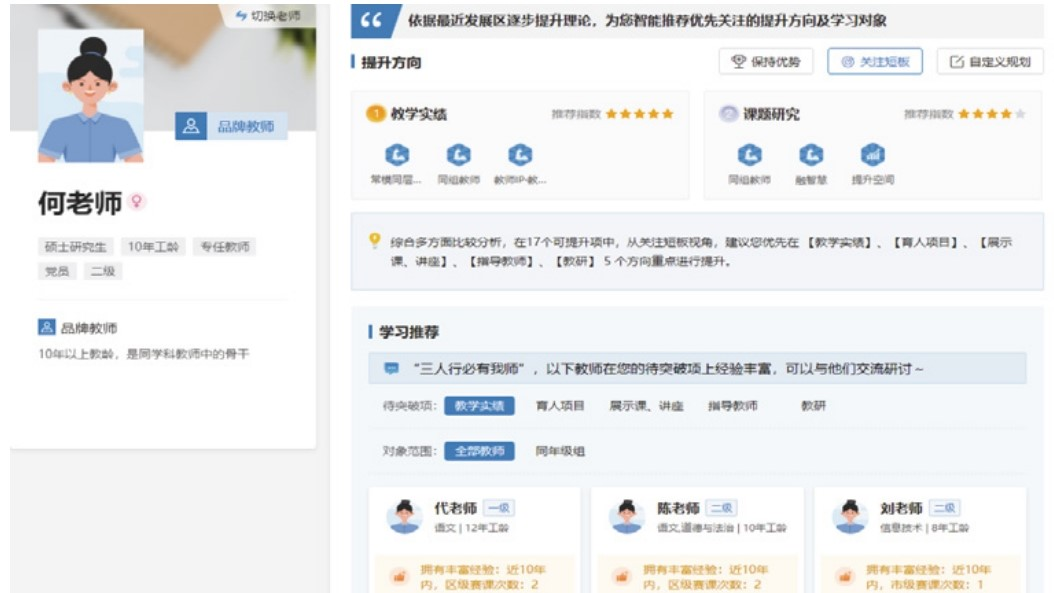 切换老师
品牌教师
何老师
硕士研究生 10年工龄 专任教师
党员 二级
品牌教师
10年以上教龄，是同学科教师中的骨干
依据最近发展区逐步提升理论，为您智能推荐优先关注的提升方向及学习对象
提升方向
保持优势 关注短板 自定义规划
1 教学实绩 推荐指数
常模同层... 同组教师 教师IP-教...
2 课题研究 推荐指数
同组教师 融智慧 提升空间
综合多方面比较分析，在17个可提升项中，从关注短板视角，建议您优先在【教学实绩】、【育人项目】、【展示
课、讲座】、【指导教师】、【教研】 5 个方向重点进行提升。
学习推荐
“三人行必有我师”，以下教师在您的待突破项上经验丰富，可以与他们交流研讨～
待突破项： 教学实绩 育人项目 展示课、讲座 指导教师 教研
对象范围： 全部教师 同年级组
代老师 一级
语文 | 12年工龄
拥有丰富经验：近10年
内，区级赛课次数：2
陈老师 二级
语文,道德与法治 | 10年工龄
拥有丰富经验：近10年
内，区级赛课次数：2
刘老师 二级
信息技术 | 8年工龄
拥有丰富经验：近10年
内，市级赛课次数：1